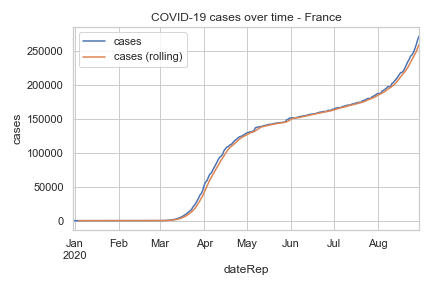 COVID-19 cases over time - France
cases
cases (rolling)
cases
250000
200000
150000
100000
50000
0
Jan Feb Mar Apr May Jun Jul Aug
2020
dateRep